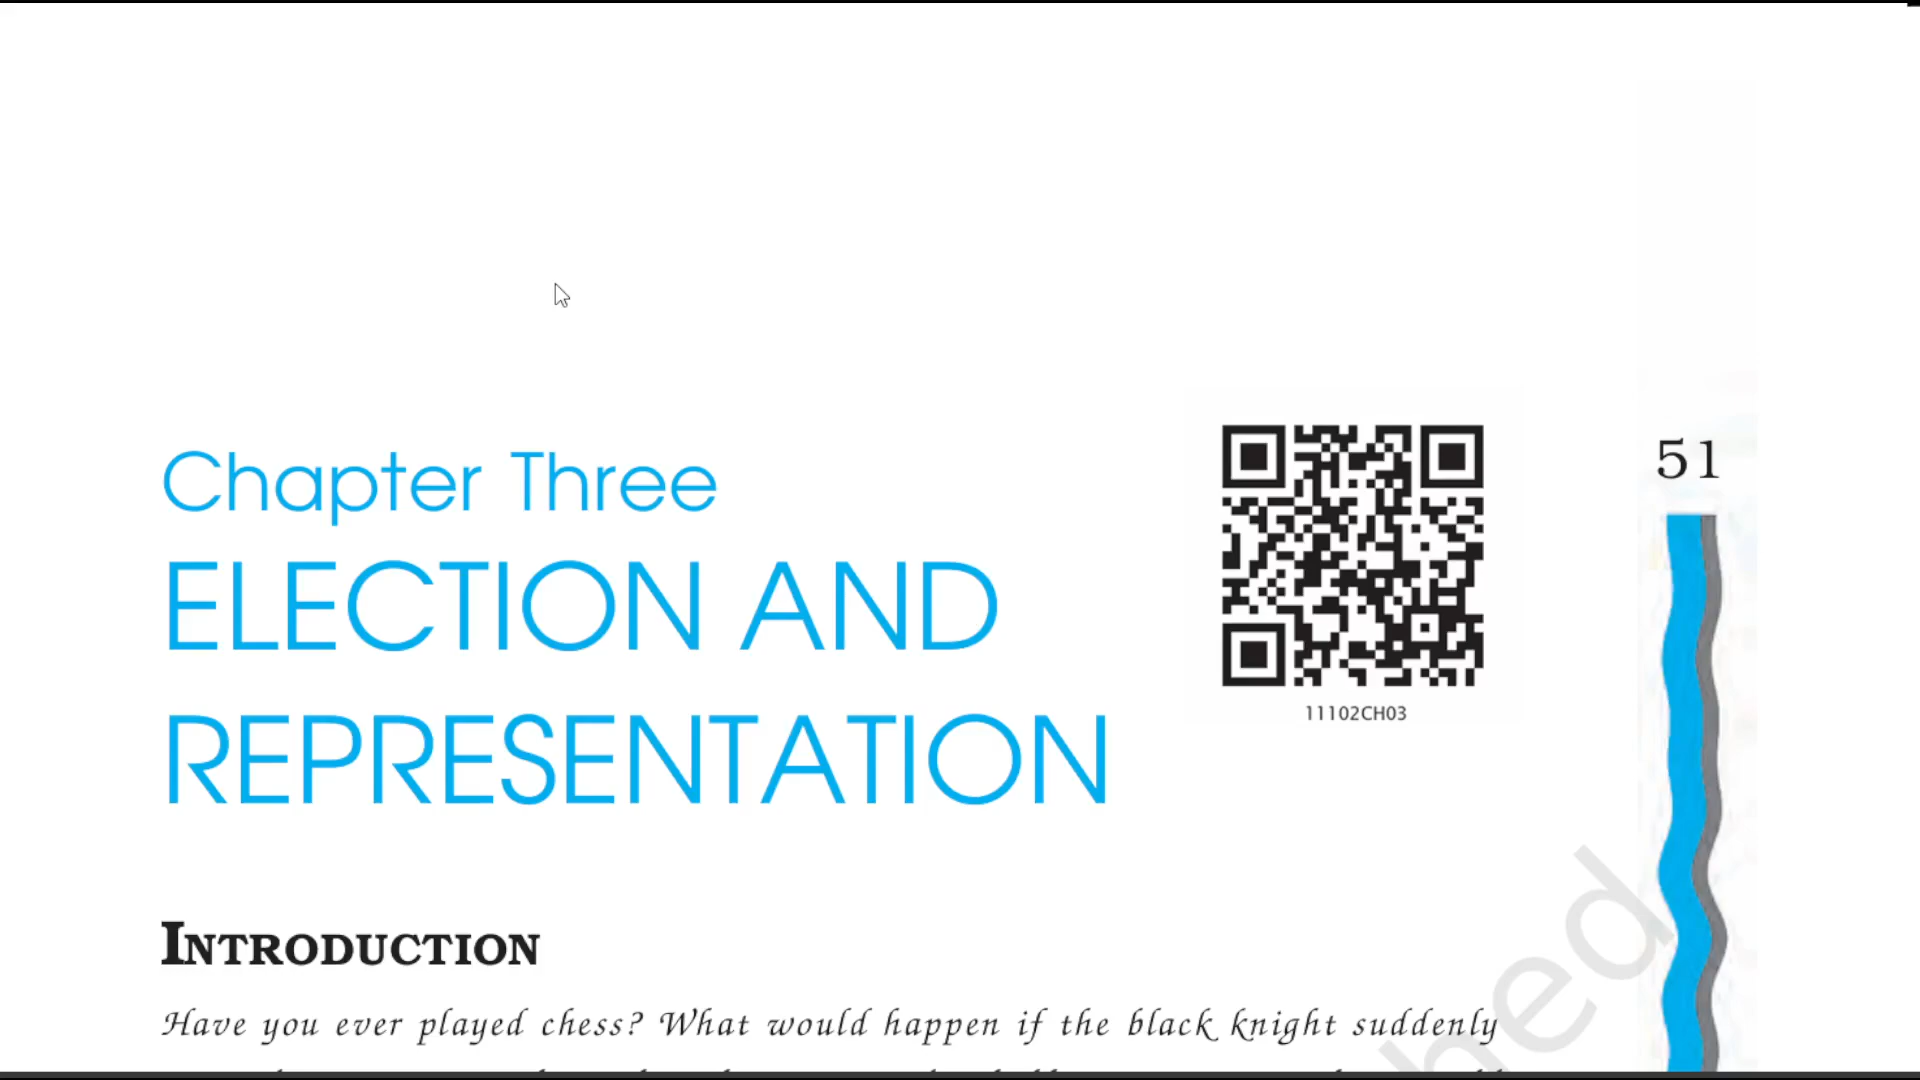 51
Chapter Three
ELECTION AND
REPRESENTATION
11102CH03
INTRODUCTION
Have you ever played chess? What would happen if the black knight suddenly